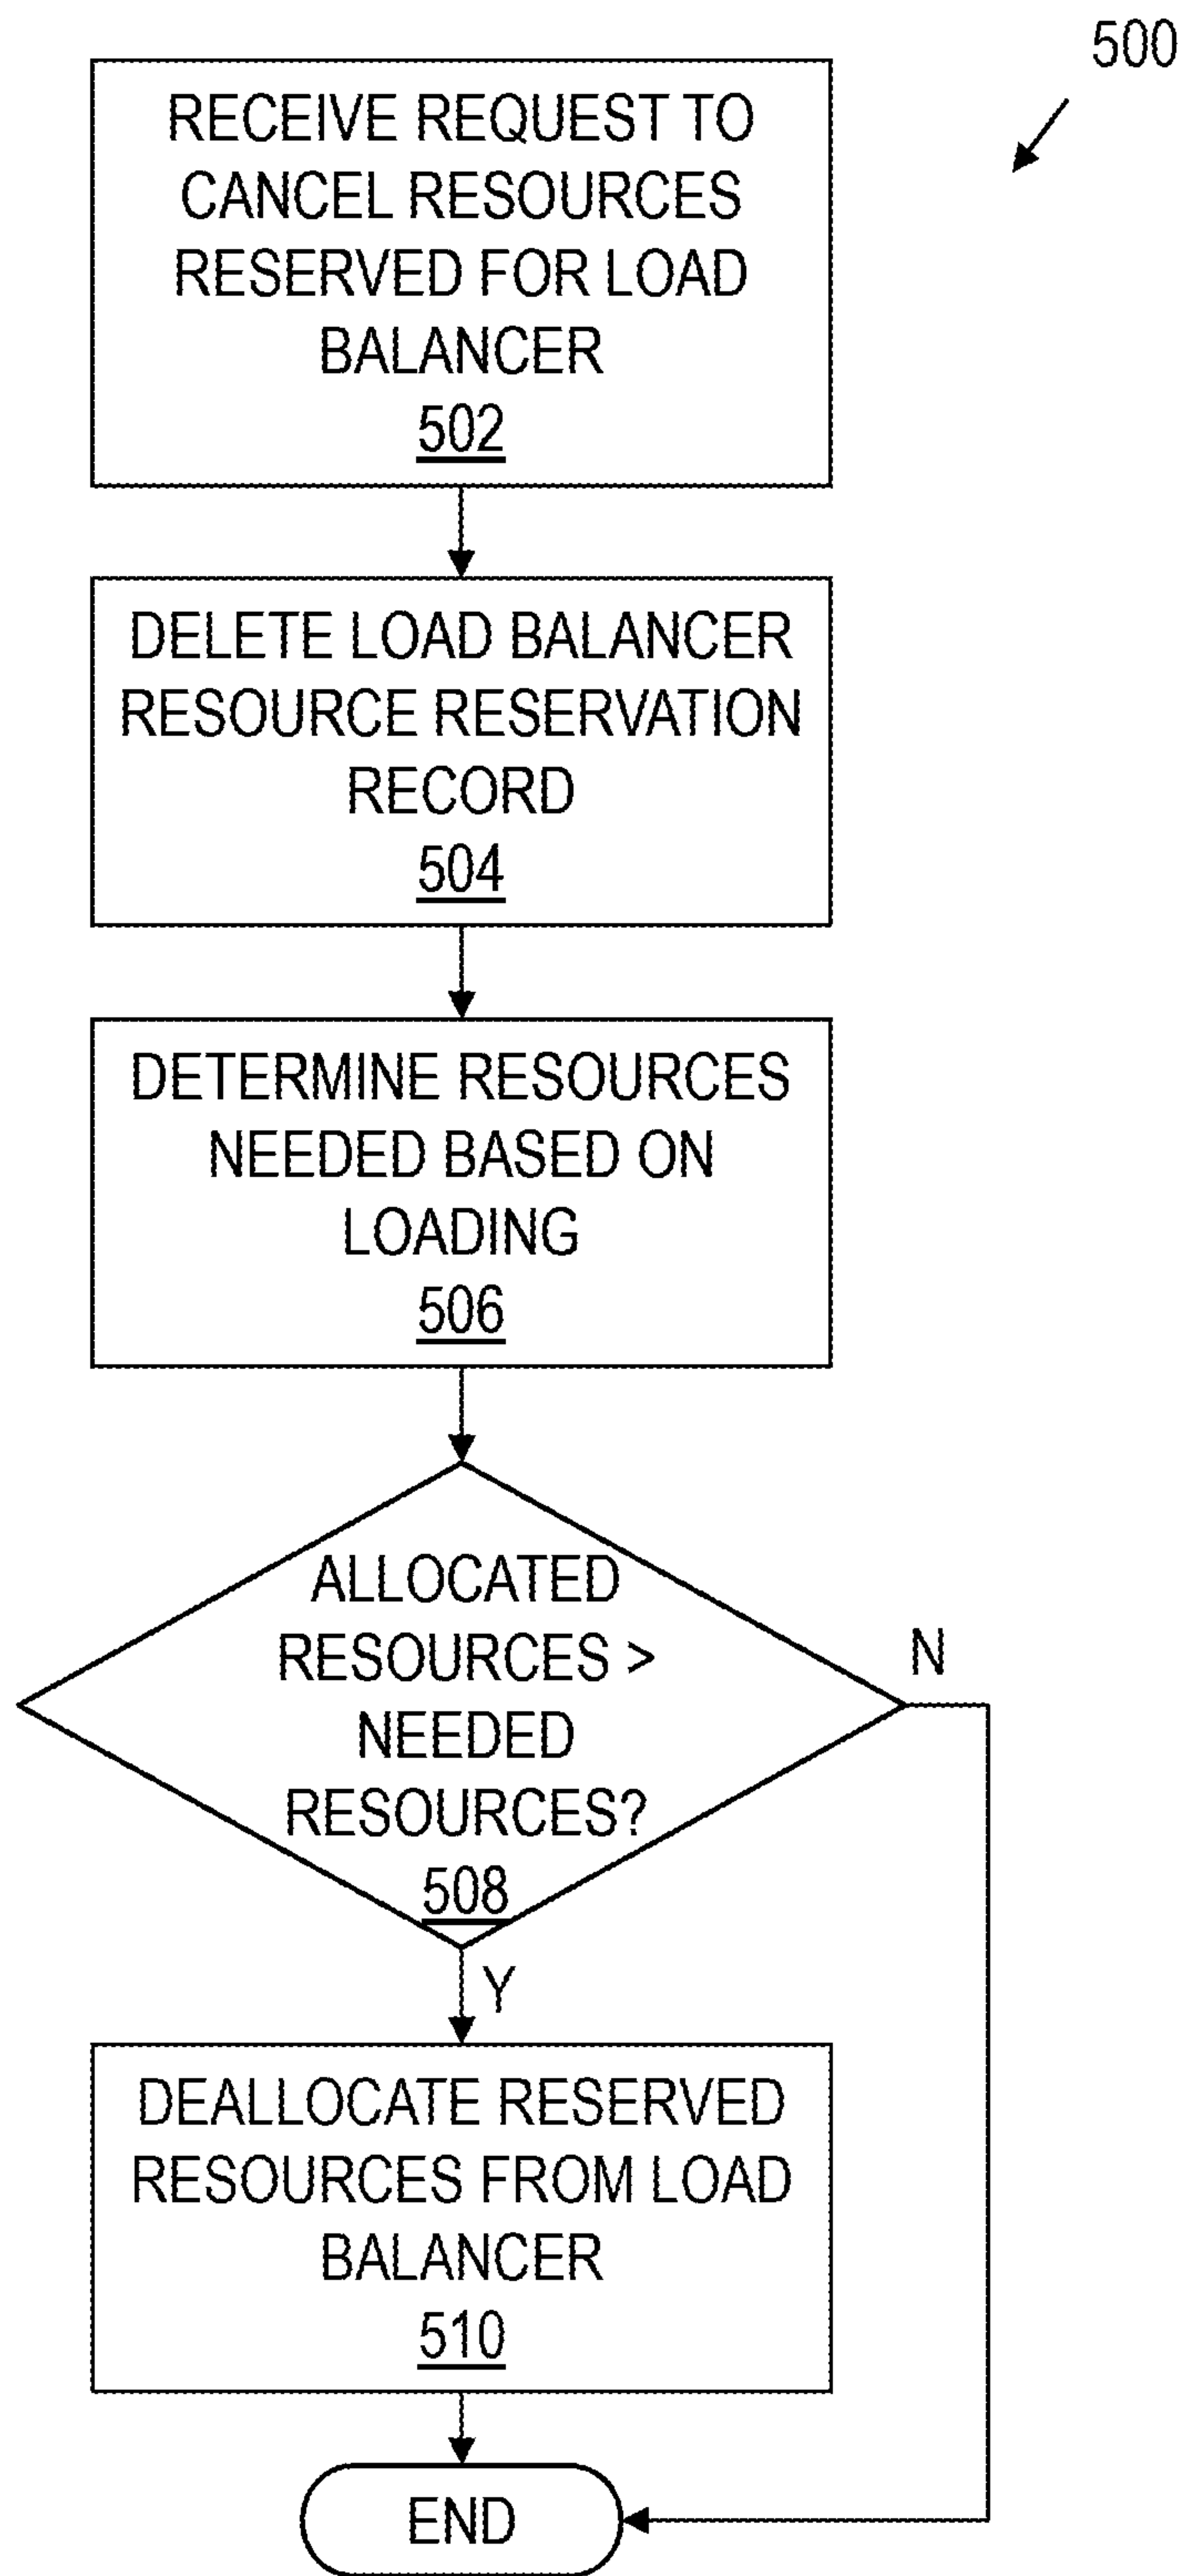 500
RECEIVE REQUEST TO
CANCEL RESOURCES
RESERVED FOR LOAD
BALANCER
502
DELETE LOAD BALANCER
RESOURCE RESERVATION
RECORD
504
DETERMINE RESOURCES
NEEDED BASED ON
LOADING
506
ALLOCATED
RESOURCES >
NEEDED
RESOURCES?
508
N
Y
DEALLOCATE RESERVED
RESOURCES FROM LOAD
BALANCER
510
END